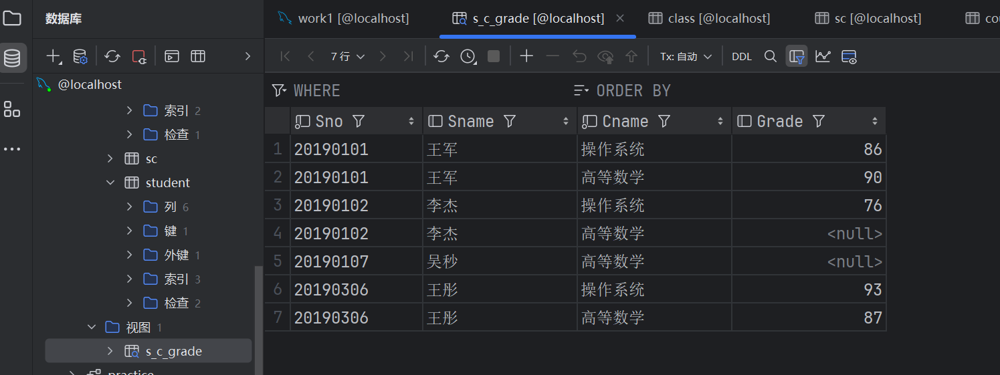 数据库
work1 [@localhost]
s_c_grade [@localhost]
class [@localhost]
sc [@localhost]
cou
7 行
Tx: 自动
DDL
@localhost
索引 2
检查 1
sc
student
列 6
键 1
外键 1
索引 3
检查 2
视图 1
s_c_grade
practice
WHERE
ORDER BY
Sno Sname Cname Grade
1 20190101 王军 操作系统 86
2 20190101 王军 高等数学 90
3 20190102 李杰 操作系统 76
4 20190102 李杰 高等数学 <null>
5 20190107 吴秒 高等数学 <null>
6 20190306 王彤 操作系统 93
7 20190306 王彤 高等数学 87